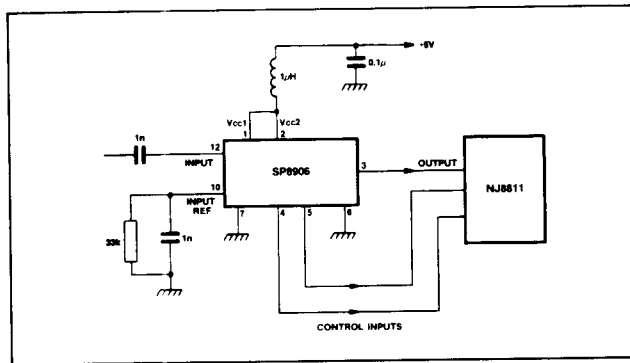 +5V
1μH
0.1μ
Vcc1 Vcc2
1 2
1n
12
INPUT
SP8906
3 OUTPUT
NJ8811
10
INPUT
REF
33k
1n
7 4 5 6
CONTROL INPUTS